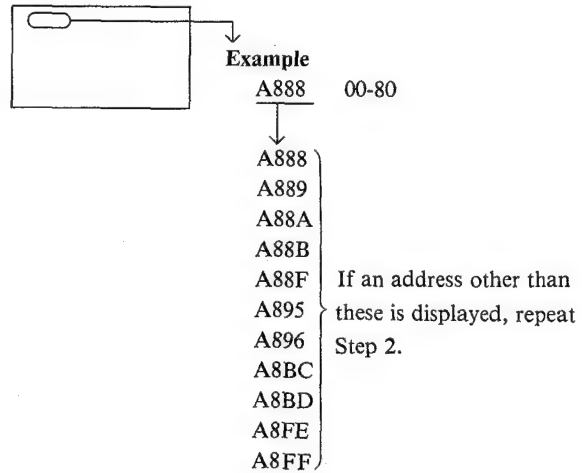 Example
A888 00-80
A888
A889
A88A
A88B
A88F
A895
A896
A8BC
A8BD
A8FE
A8FF
If an address other than
these is displayed, repeat
Step 2.